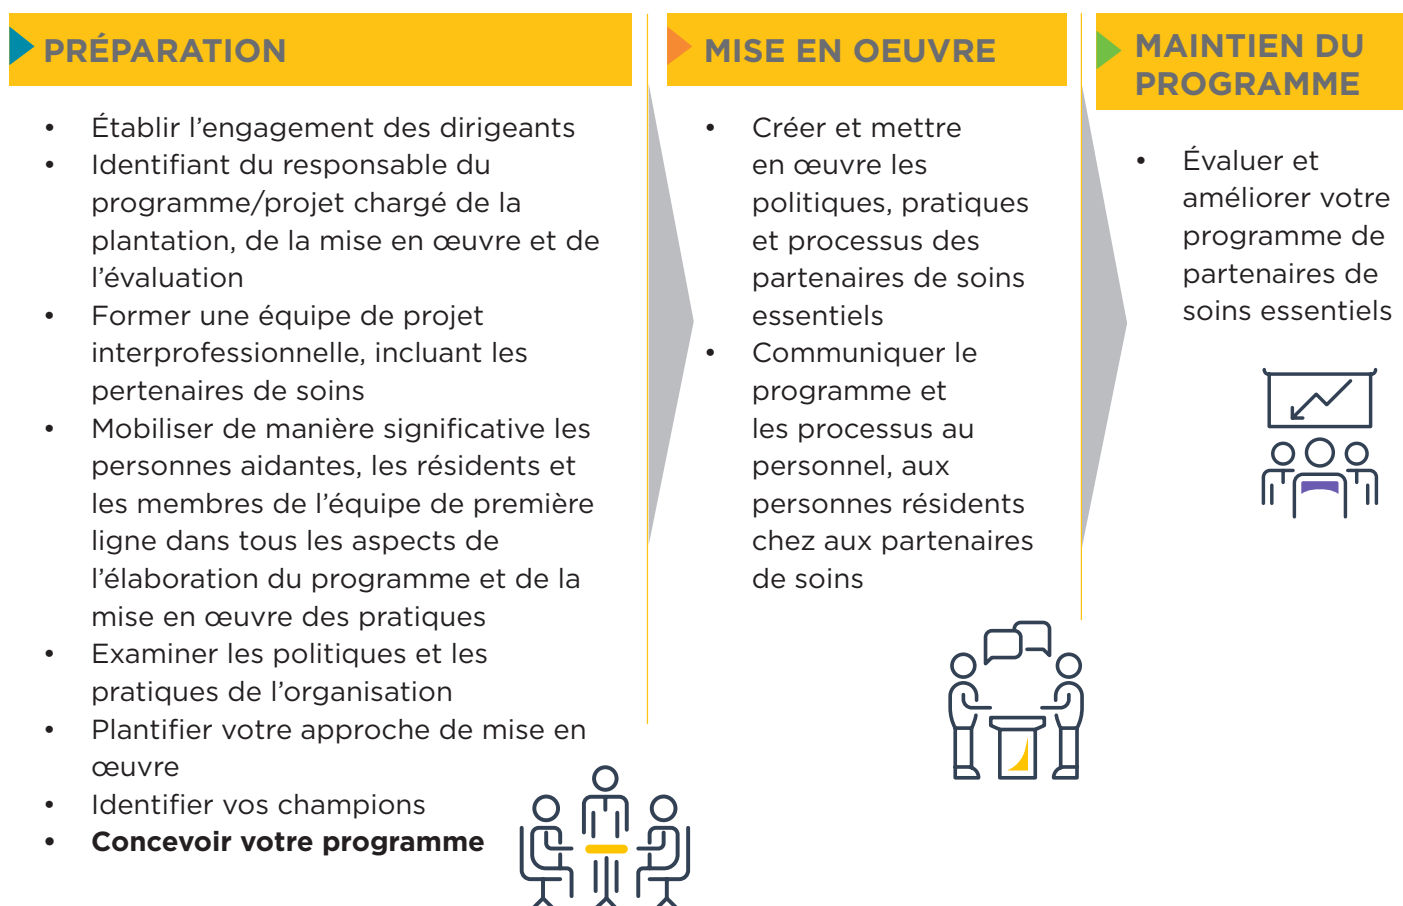 PRÉPARATION
• Établir l’engagement des dirigeants
• Identifiant du responsable du
programme/projet chargé de la
plantation, de la mise en œuvre et de
l’évaluation
• Former une équipe de projet
interprofessionnelle, incluant les
pertenaires de soins
• Mobiliser de manière significative les
personnes aidantes, les résidents et
les membres de l’équipe de première
ligne dans tous les aspects de
l’élaboration du programme et de la
mise en œuvre des pratiques
• Examiner les politiques et les
pratiques de l’organisation
• Plantifier votre approche de mise en
œuvre
• Identifier vos champions
• Concevoir votre programme
MISE EN OEUVRE
• Créer et mettre
en œuvre les
politiques, pratiques
et processus des
partenaires de soins
essentiels
• Communiquer le
programme et
les processus au
personnel, aux
personnes résidents
chez aux partenaires
de soins
MAINTIEN DU
PROGRAMME
• Évaluer et
améliorer votre
programme de
partenaires de
soins essentiels